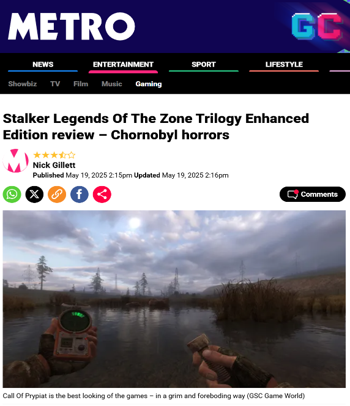 METRO
GC
NEWS
ENTERTAINMENT
SPORT
LIFESTYLE
Showbiz TV Film Music Gaming
Stalker Legends Of The Zone Trilogy Enhanced
Edition review – Chornobyl horrors
M
Nick Gillett
Published May 19, 2025 2:15pm Updated May 19, 2025 2:16pm
Comments
Call Of Prypiat is the best looking of the games – in a grim and foreboding way (GSC Game World)